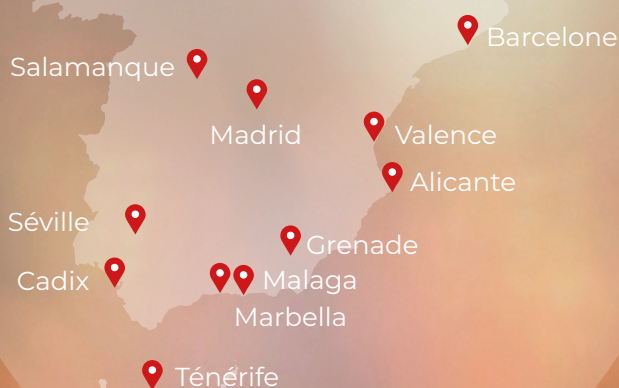 Barcelone
Salamanque
Madrid
Valence
Alicante
Séville
Grenade
Cadix
Malaga
Marbella
Ténérife